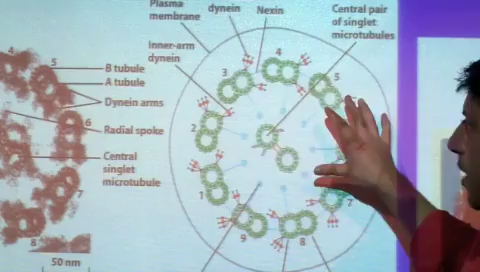 Plasma
membrane
dynein
Nexin
Central pair
of singlet
microtubules
Inner-arm
dynein
4
5
B tubule
A tubule
Dynein arms
6
Radial spoke
Central
singlet
microtubule
7
8
50 nm
4
5
3
2
1
9
8
7